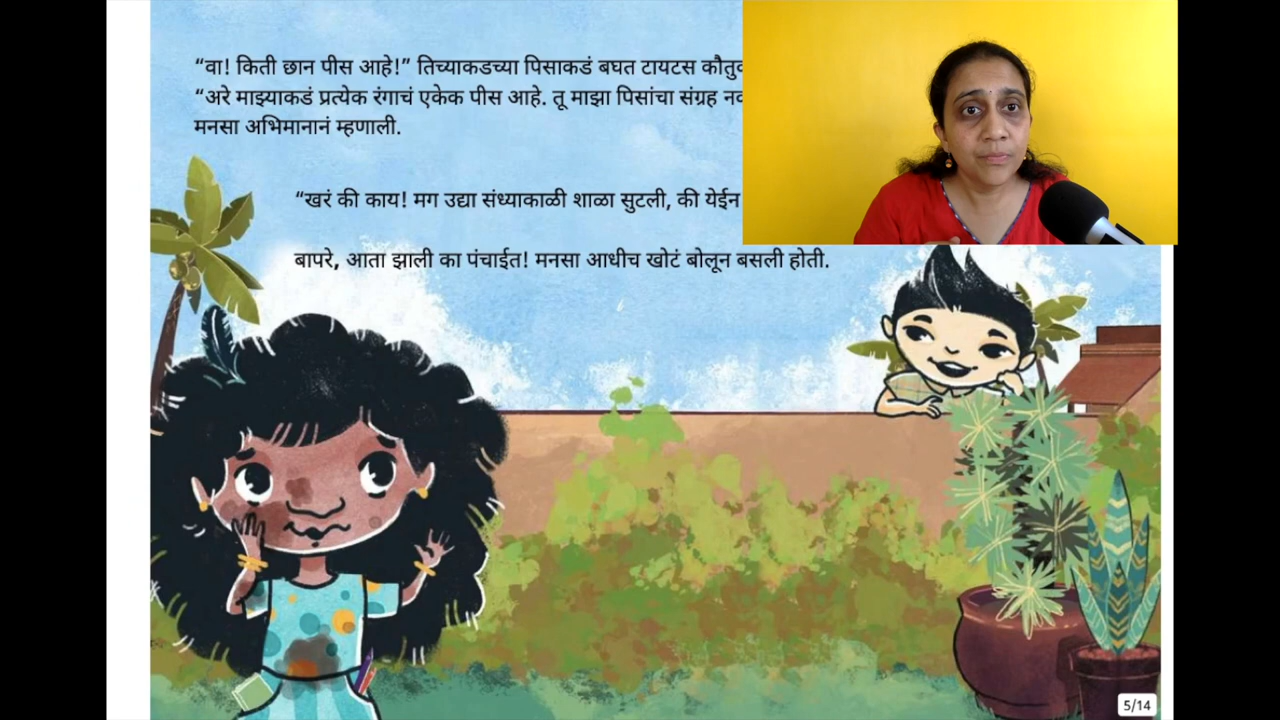 “वा! किती छान पीस आहे!” तिच्याकडच्या पिसाकडं बघत टायटस
“अरे माझ्याकडं प्रत्येक रंगाचं एकेक पीस आहे. तू माझा पिसांचा संग्रह
मनसा अभिमानानं म्हणाली.
“खरं की काय! मग उद्या संध्याकाळी शाळा सुटली, की येईन
बापरे, आता झाली का पंचाईत! मनसा आधीच खोटं बोलून बसली होती.
5/14